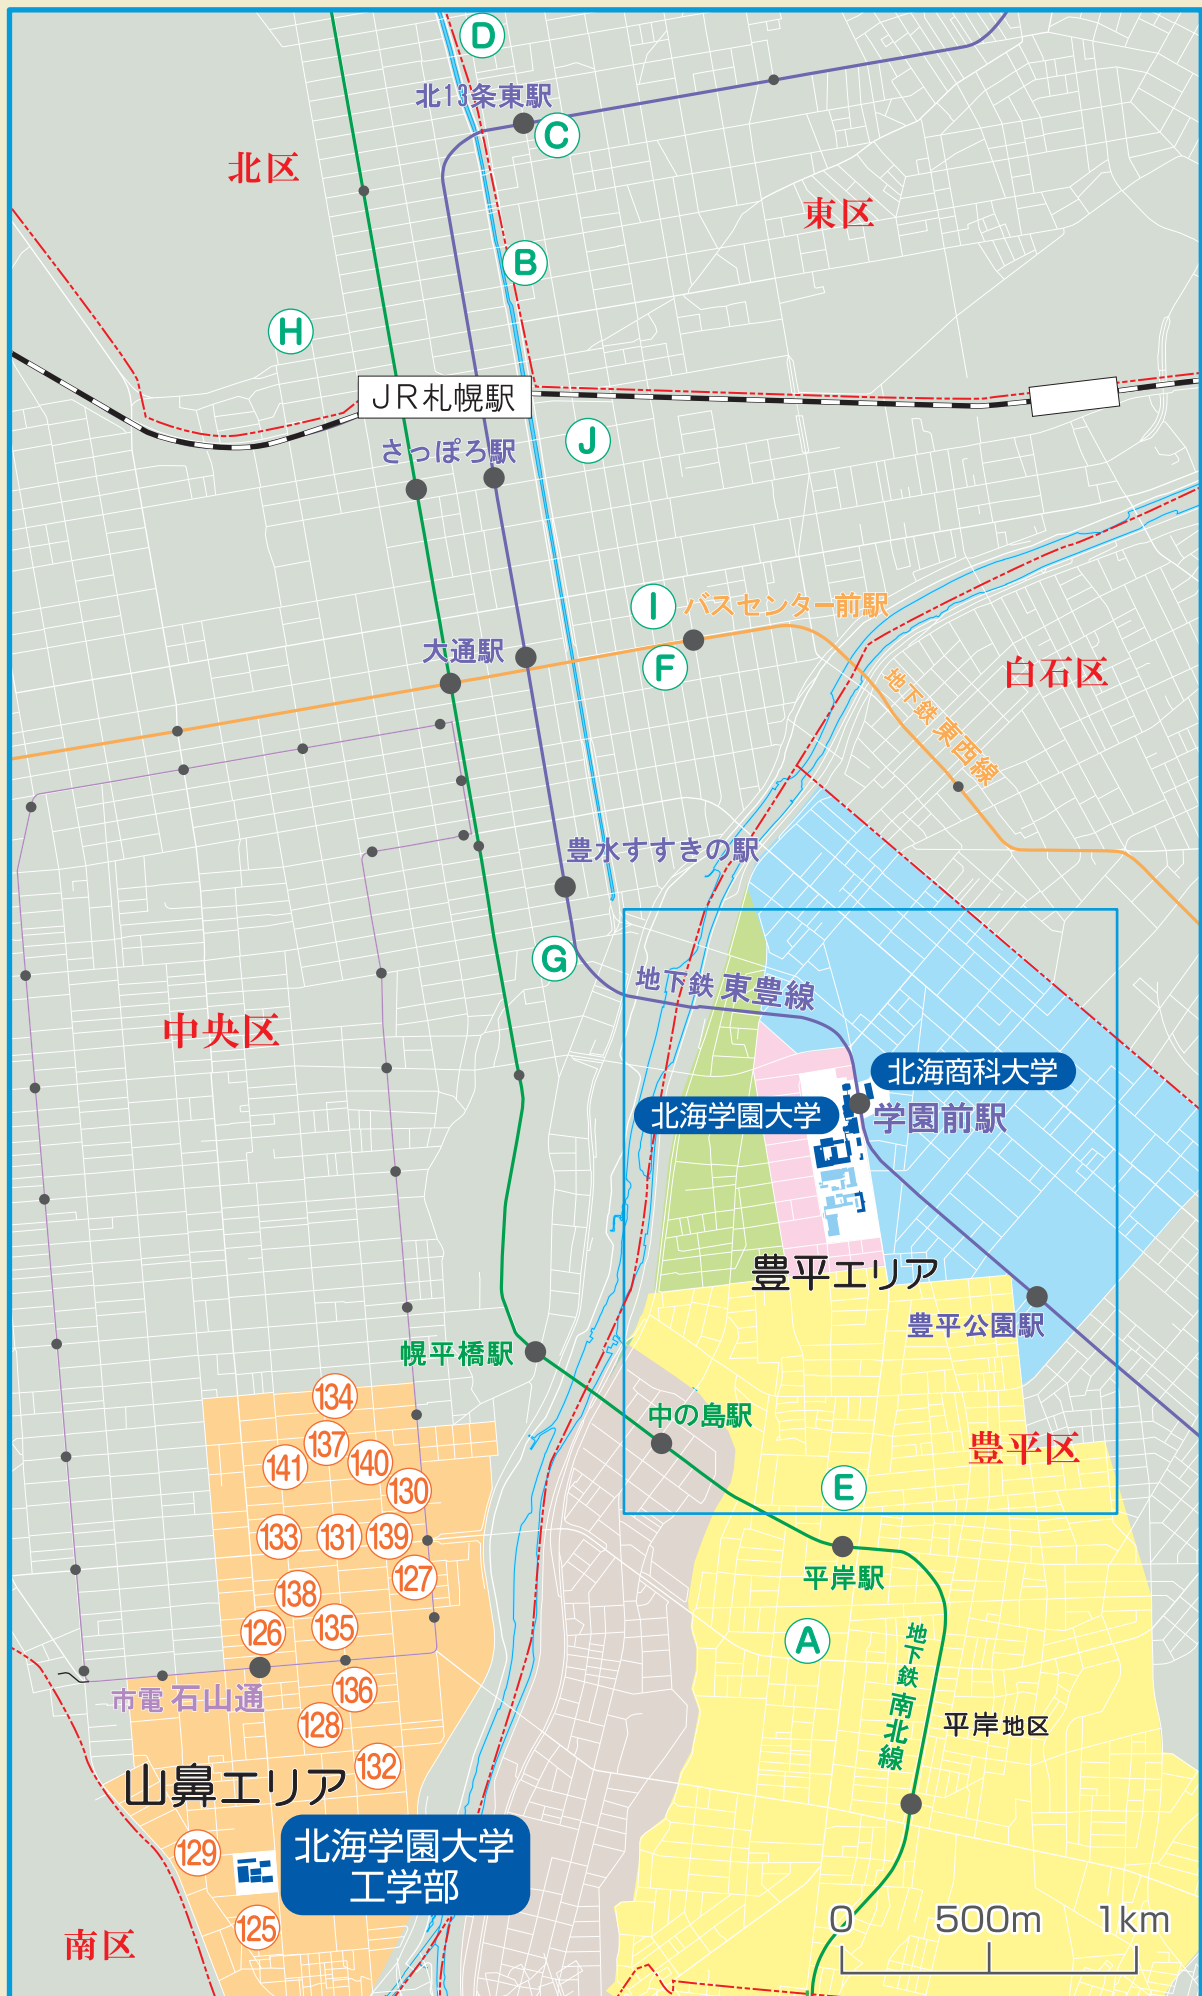 D
北13条東駅
C
北区
東区
B
H
JR札幌駅
さっぽろ駅
J
I
バスセンター前駅
大通駅
F
白石区
地下鉄 東西線
豊水すすきの駅
G
地下鉄 東豊線
中央区
北海商科大学
北海学園大学
学園前駅
豊平エリア
豊平公園駅
幌平橋駅
中の島駅
134
137
141
140
130
豊平区
E
133
131
139
平岸駅
127
138
126
135
A
地下鉄 南北線
市電 石山通
136
128
平岸地区
132
山鼻エリア
129
北海学園大学
工学部
125
南区
0 500m 1km